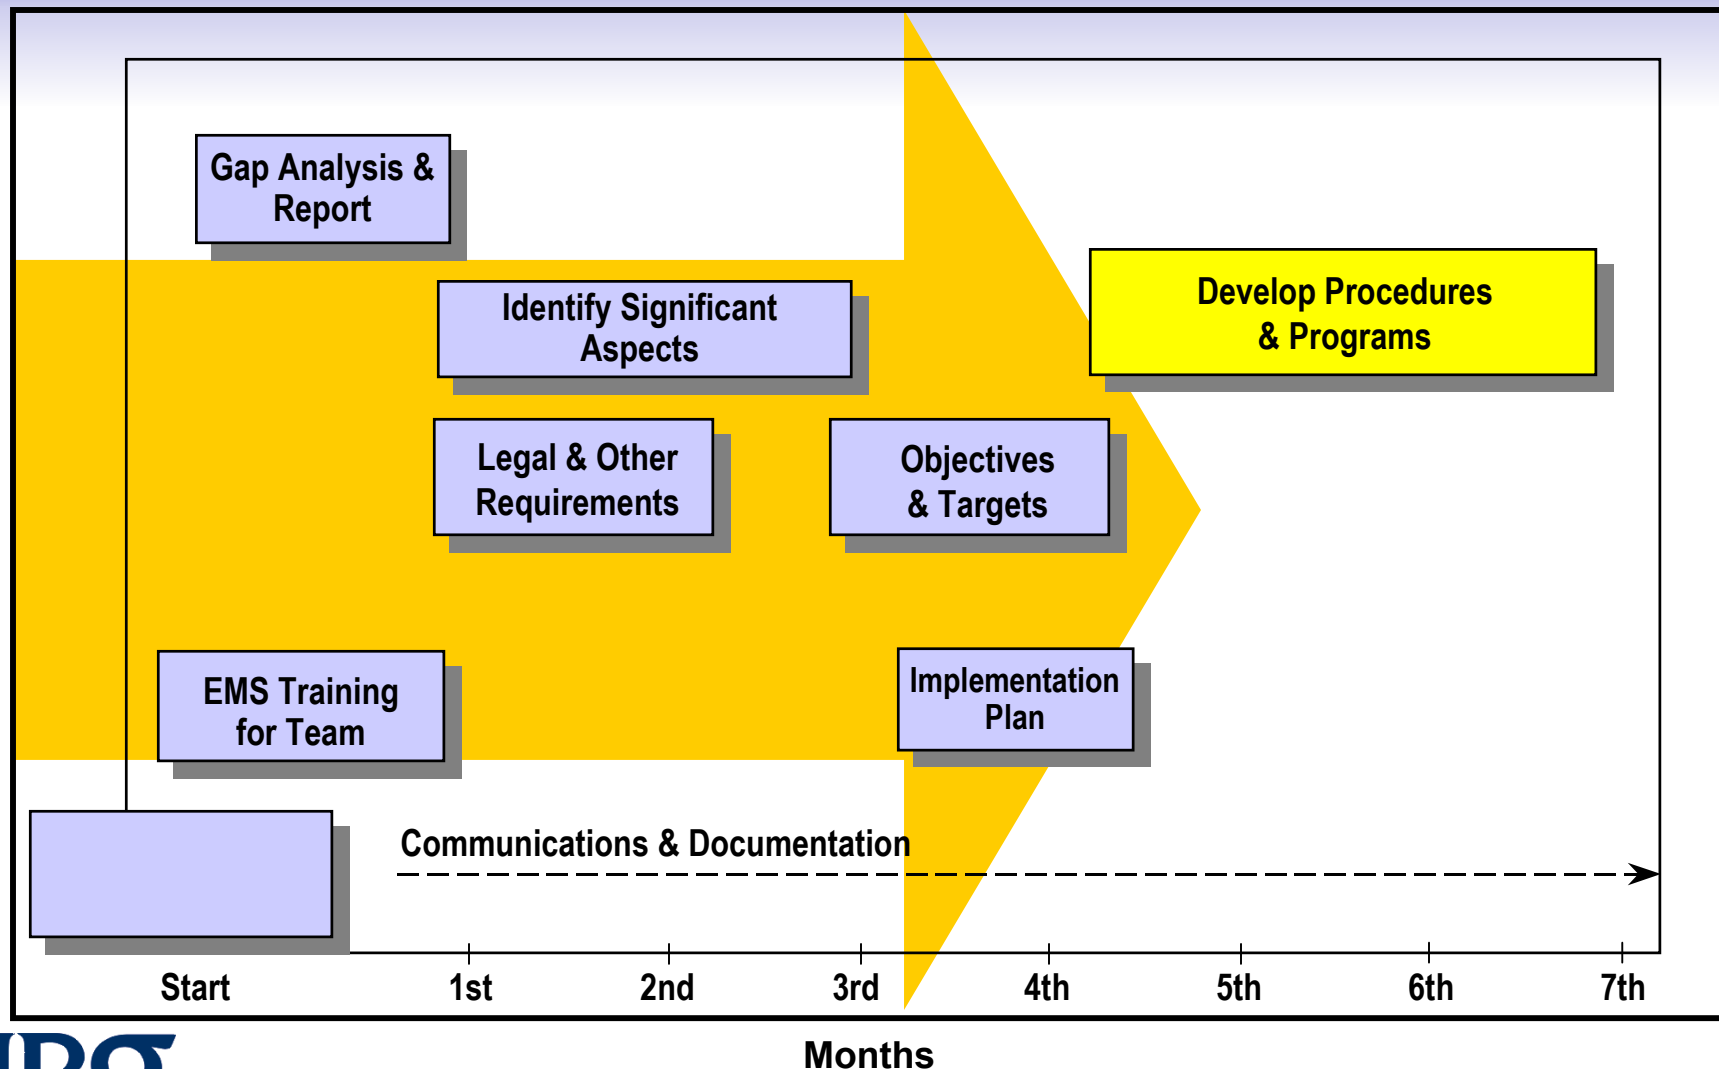 Gap Analysis &
Report
Identify Significant
Aspects
Develop Procedures
& Programs
Legal & Other
Requirements
Objectives
& Targets
EMS Training
for Team
Implementation
Plan
Communications & Documentation
Start 1st 2nd 3rd 4th 5th 6th 7th
Months